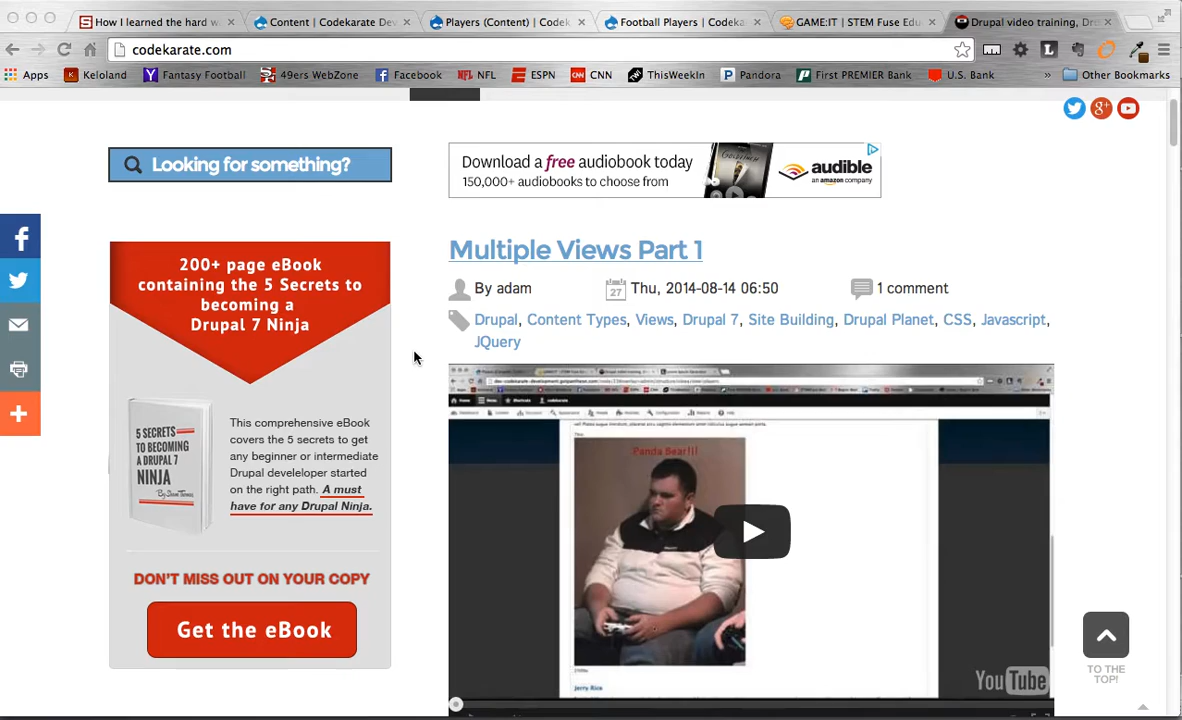 How I learned the hard w
Content | Codekarate Dev
Players (Content) | Codek
Football Players | Codeka
GAME:IT | STEM Fuse Edu
Drupal video training, Dr
codekarate.com
Apps Keloland Fantasy Football 49ers WebZone Facebook NFL ESPN CNN ThisWeekIn Pandora First PREMIER Bank U.S. Bank » Other Bookmarks
Looking for something?
Download a free audiobook today
150,000+ audiobooks to choose from
audible
an amazon company
200+ page eBook
containing the 5 Secrets to
becoming a
Drupal 7 Ninja
5 SECRETS
TO BECOMING
A DRUPAL 7
NINJA
This comprehensive eBook
covers the 5 secrets to get
any beginner or intermediate
Drupal develeloper started
on the right path. A must
have for any Drupal Ninja.
DON'T MISS OUT ON YOUR COPY
Get the eBook
Multiple Views Part 1
By adam
27
Thu, 2014-08-14 06:50
1 comment
Drupal, Content Types, Views, Drupal 7, Site Building, Drupal Planet, CSS, Javascript,
JQuery
Panda Bear!!!
Jerry Rice
YouTube
TO THE
TOP!